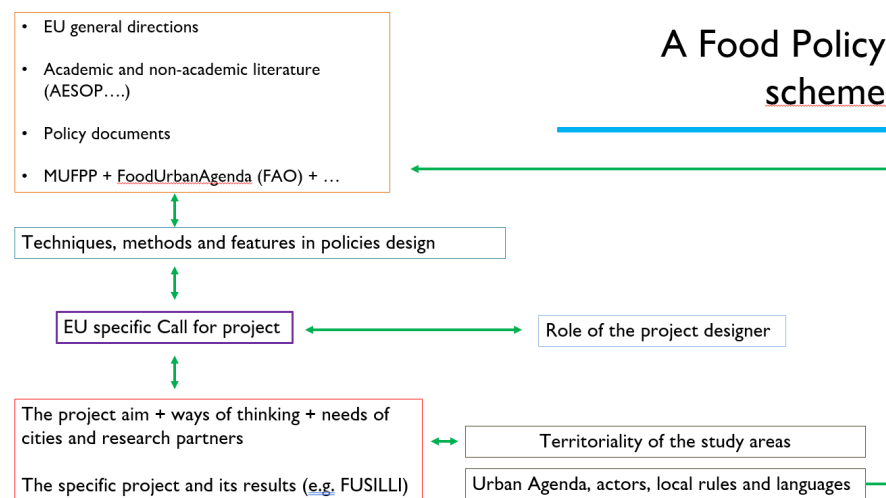 A Food Policy
scheme
• EU general directions
• Academic and non-academic literature
(AESOP….)
• Policy documents
• MUFPP + FoodUrbanAgenda (FAO) + …
Techniques, methods and features in policies design
EU specific Call for project
Role of the project designer
The project aim + ways of thinking + needs of
cities and research partners
The specific project and its results (e.g. FUSILLI)
Territoriality of the study areas
Urban Agenda, actors, local rules and languages